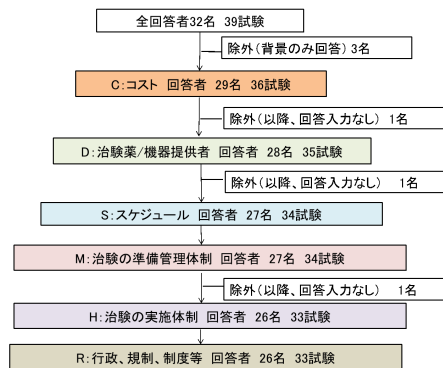 全回答者32名 39試験
除外(背景のみ回答) 3名
C:コスト 回答者 29名 36試験
除外(以降、回答入力なし) 1名
D:治験薬/機器提供者 回答者 28名 35試験
除外(以降、回答入力なし) 1名
S:スケジュール 回答者 27名 34試験
M:治験の準備管理体制 回答者 27名 34試験
除外(以降、回答入力なし) 1名
H:治験の実施体制 回答者 26名 33試験
R:行政、規制、制度等 回答者 26名 33試験